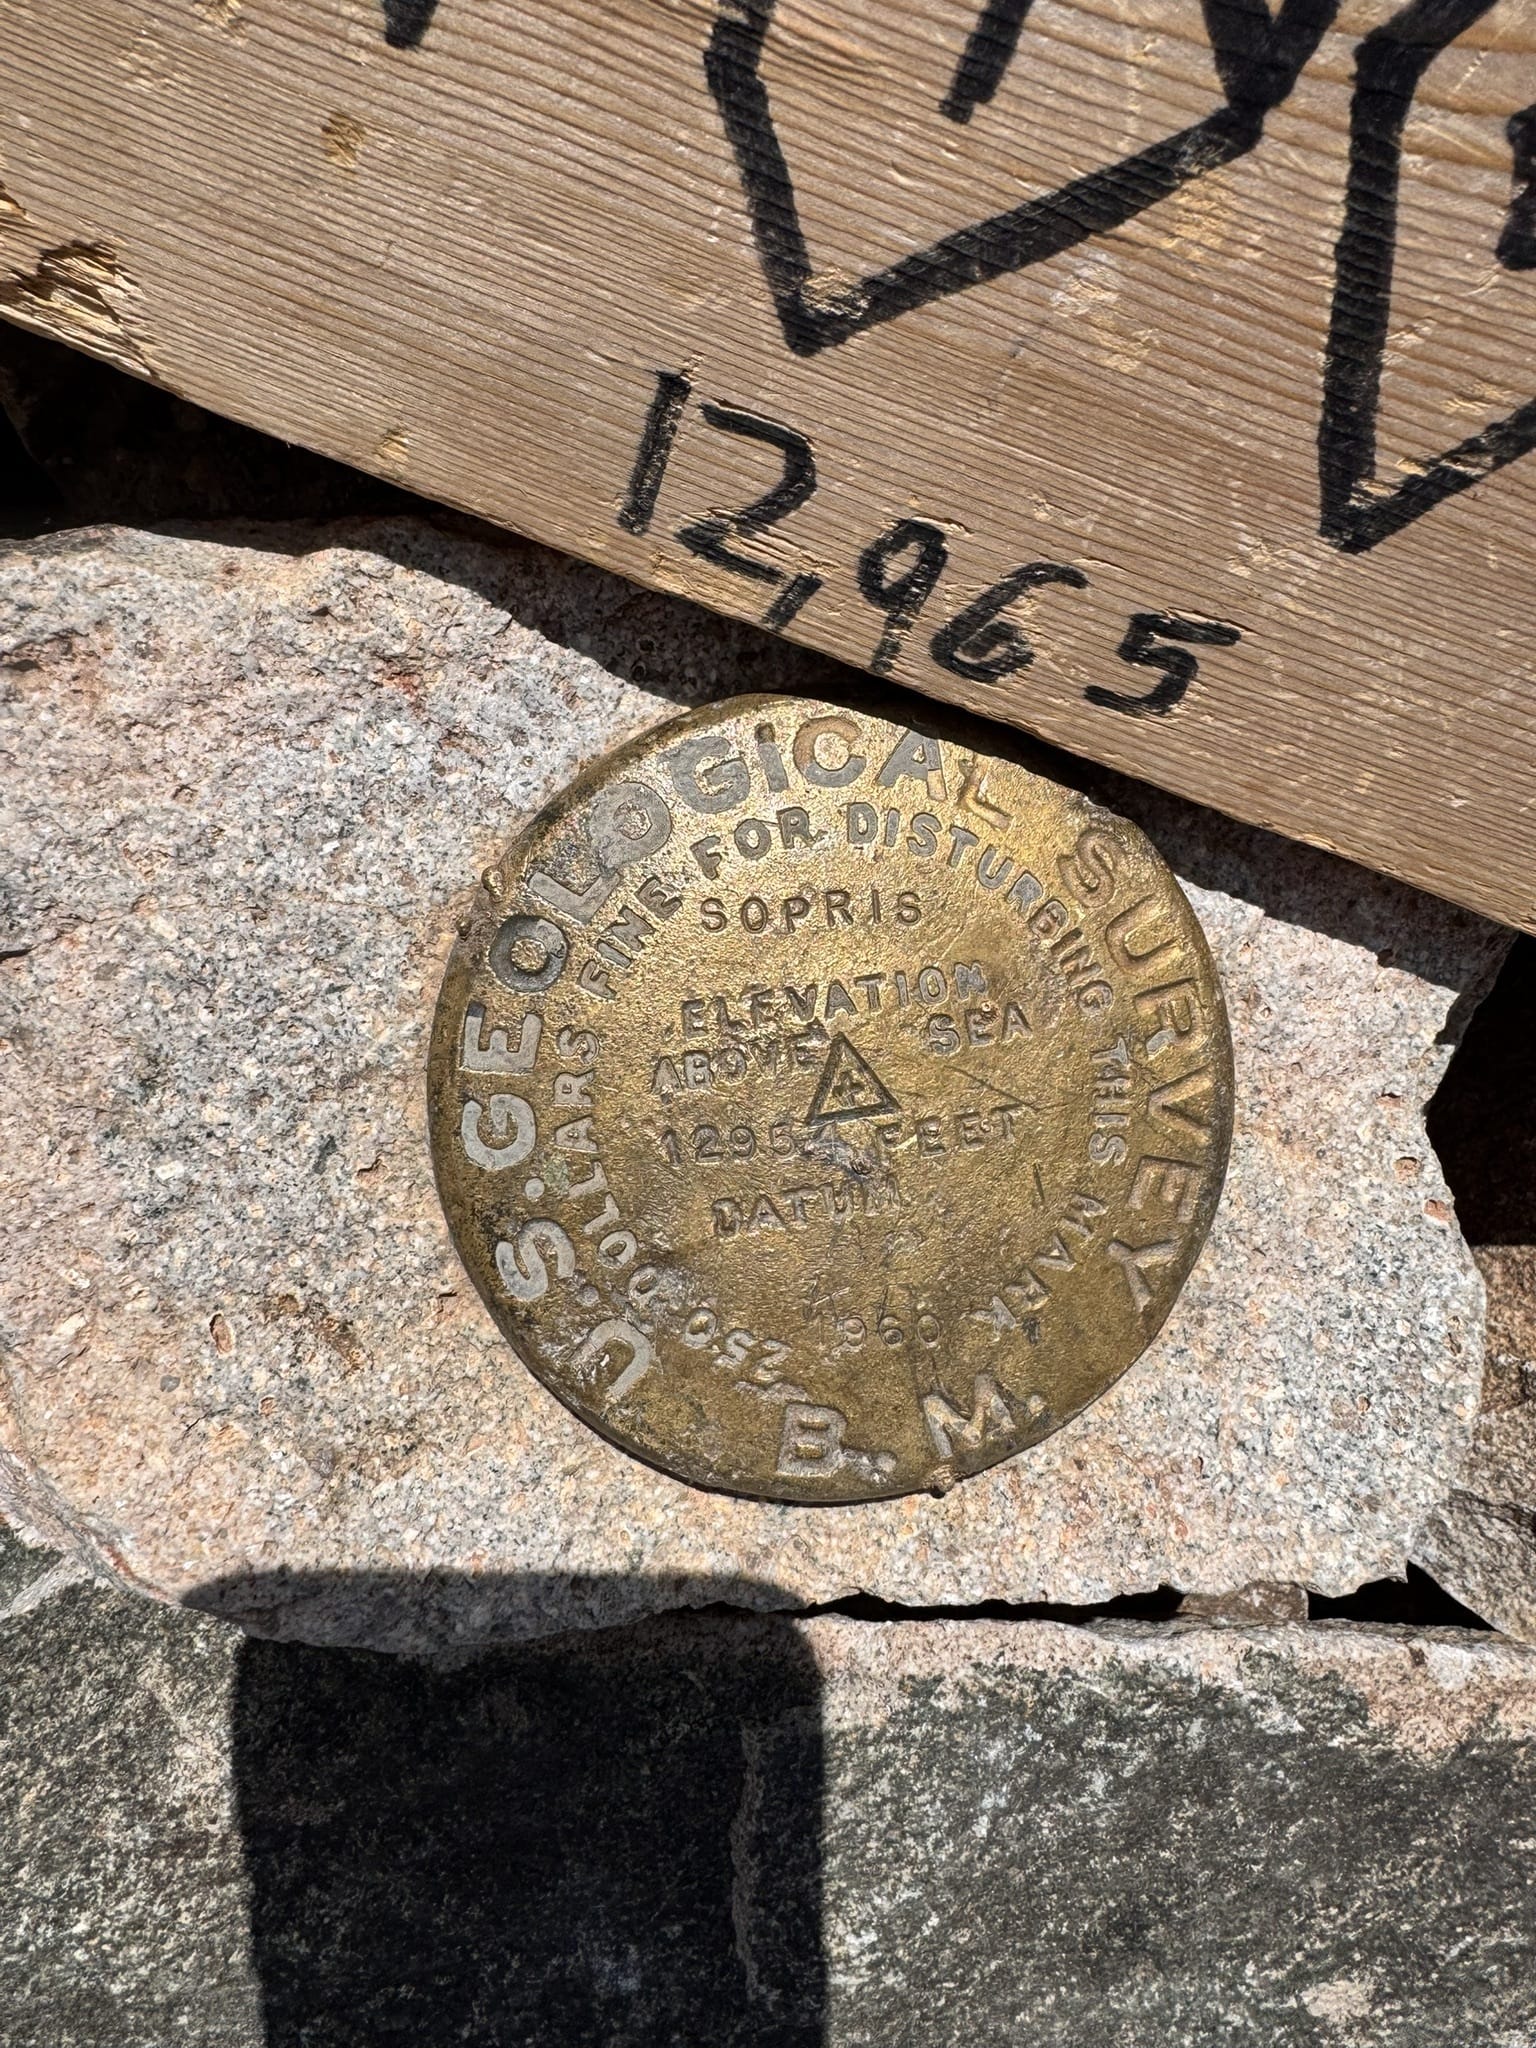 12,965
U.S. GEOLOGICAL SURVEY
B. M.
250 DOLLARS FINE FOR DISTURBING THIS MARK
SOPRIS
ELEVATION
ABOVE SEA
FEET
DATUM
1960